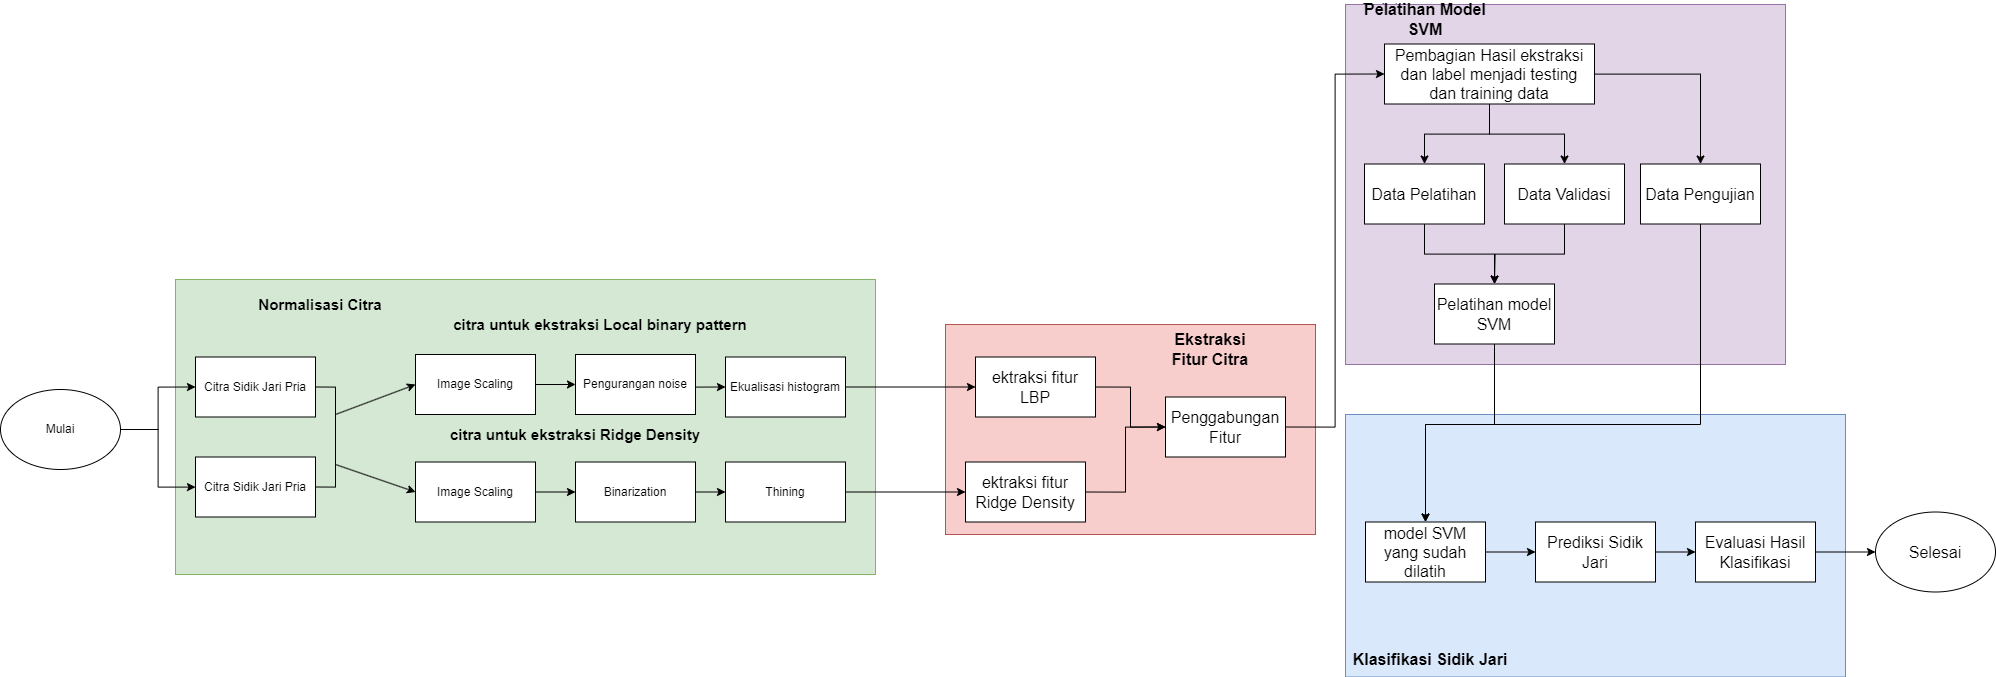 Mulai
Normalisasi Citra
citra untuk ekstraksi Local binary pattern
Citra Sidik Jari Pria
Image Scaling
Pengurangan noise
Ekualisasi histogram
citra untuk ekstraksi Ridge Density
Citra Sidik Jari Pria
Image Scaling
Binarization
Thining
Ekstraksi
Fitur Citra
ektraksi fitur
LBP
Penggabungan
Fitur
ektraksi fitur
Ridge Density
Pelatihan Model
SVM
Pembagian Hasil ekstraksi
dan label menjadi testing
dan training data
Data Pelatihan
Data Validasi
Data Pengujian
Pelatihan model
SVM
model SVM
yang sudah
dilatih
Prediksi Sidik
Jari
Evaluasi Hasil
Klasifikasi
Klasifikasi Sidik Jari
Selesai